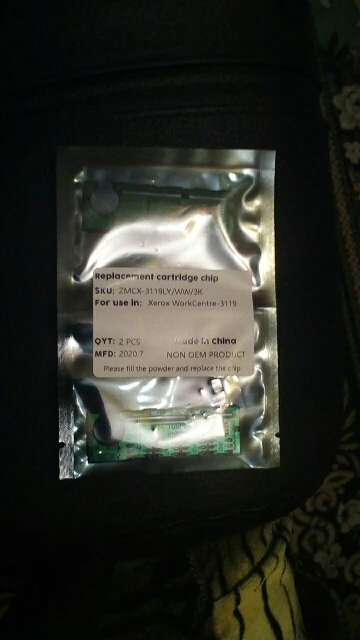 Replacement cartridge chip
SKU: ZMCX-3119LY/WW/3K
For use in: Xerox WorkCentre-3119
QYT: 2 PCS Made in China
MFD: 2020.7 NON OEM PRODUCT
Please fill the powder and replace the chip